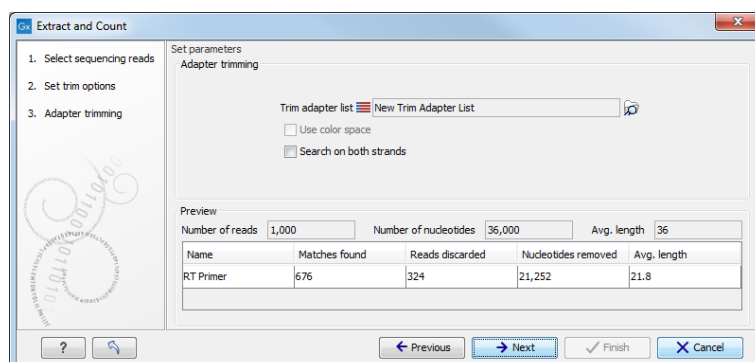 Gx Extract and Count
1. Select sequencing reads
2. Set trim options
3. Adapter trimming
Set parameters
Adapter trimming
Trim adapter list New Trim Adapter List
Use color space
Search on both strands
Preview
Number of reads 1,000 Number of nucleotides 36,000 Avg. length 36
Name Matches found Reads discarded Nucleotides removed Avg. length
RT Primer 676 324 21,252 21.8
? Previous Next Finish Cancel